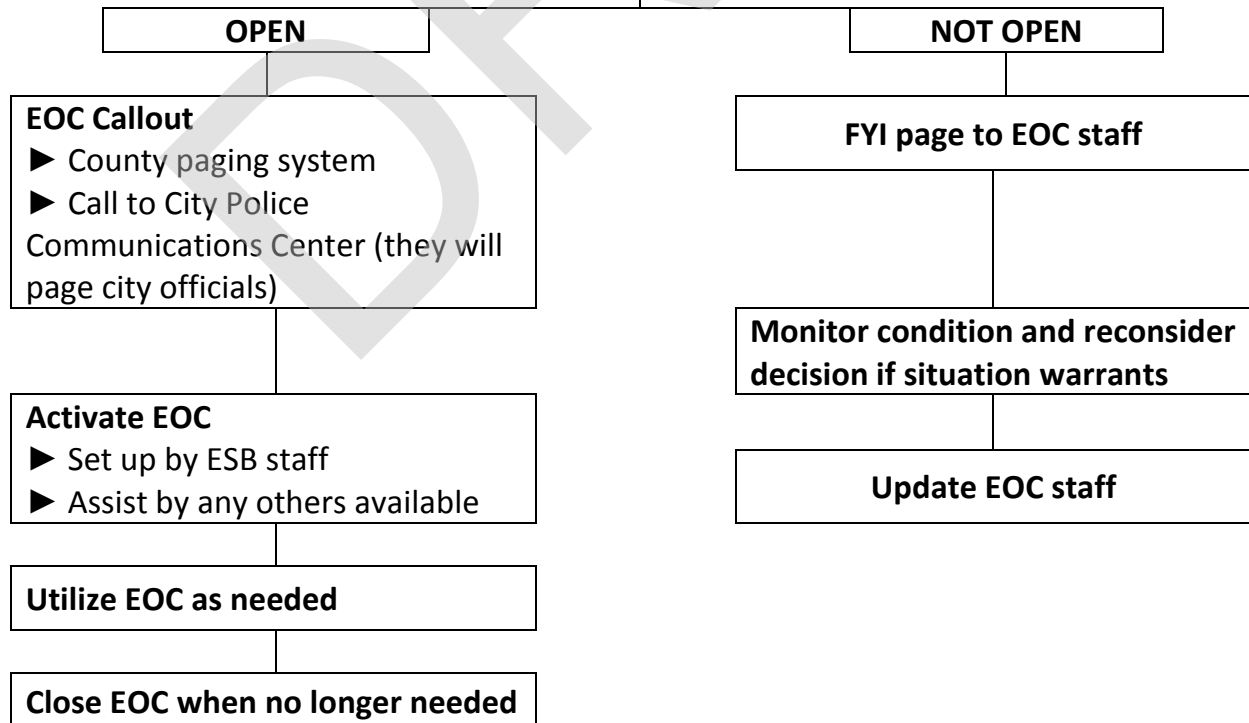 OPEN
EOC Callout
► County paging system
► Call to City Police
Communications Center (they will
page city officials)
Activate EOC
► Set up by ESB staff
► Assist by any others available
Utilize EOC as needed
Close EOC when no longer needed
NOT OPEN
FYI page to EOC staff
Monitor condition and reconsider
decision if situation warrants
Update EOC staff